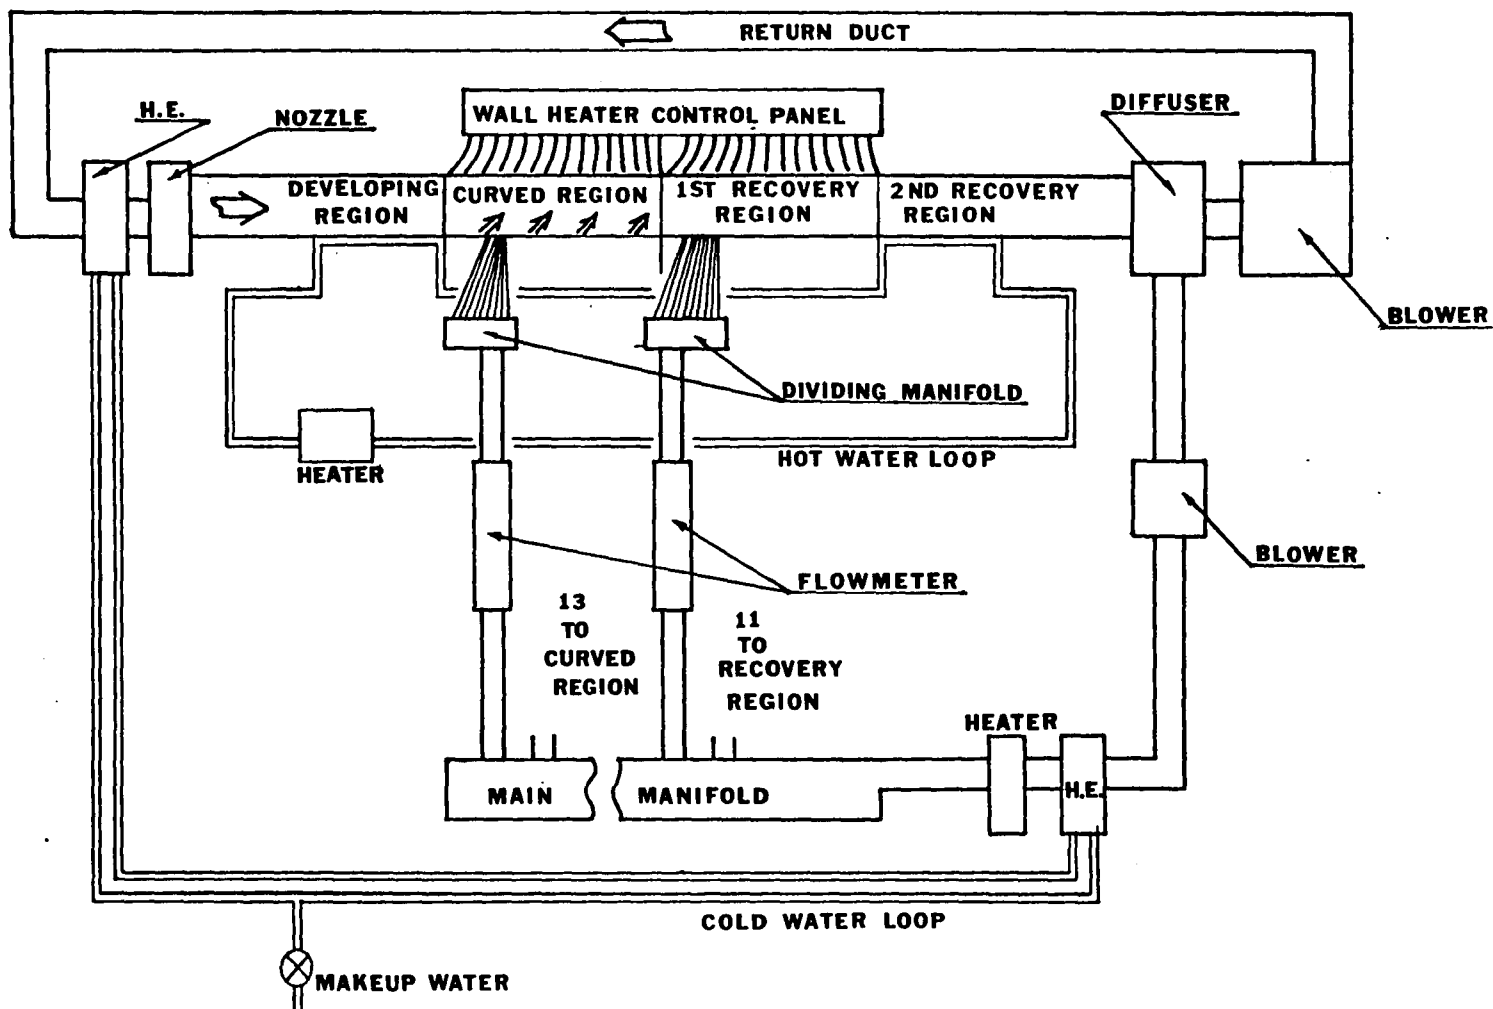 RETURN DUCT
WALL HEATER CONTROL PANEL
H.E.
NOZZLE
DIFFUSER
DEVELOPING
REGION
CURVED REGION
1ST RECOVERY
REGION
2ND RECOVERY
REGION
BLOWER
DIVIDING MANIFOLD
HOT WATER LOOP
HEATER
BLOWER
FLOWMETER
13
TO
CURVED
REGION
11
TO
RECOVERY
REGION
HEATER
MAIN MANIFOLD
H.E.
COLD WATER LOOP
MAKEUP WATER